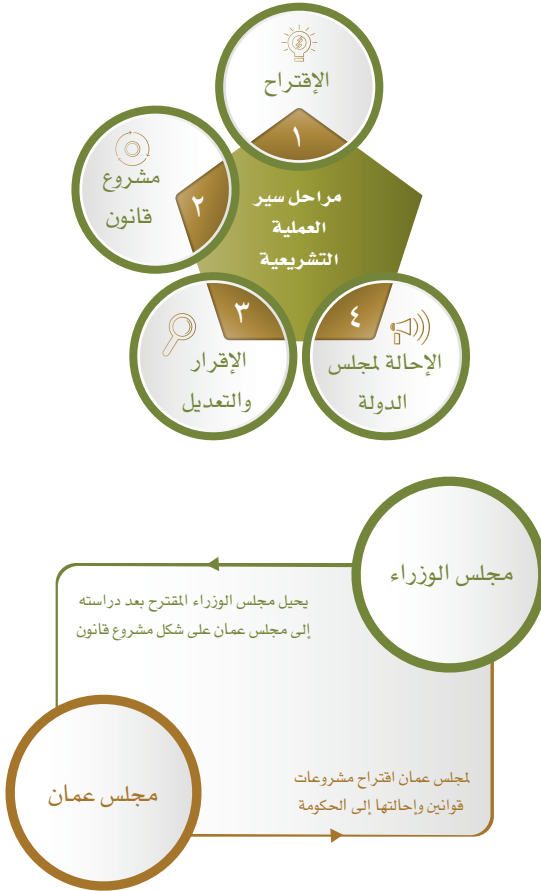 الإقتراح
١
مشروع
قانون
٢
مراحل سير
العملية
التشريعية
٣
الإقرار
والتعديل
٤
الإحالة لمجلس
الدولة
مجلس الوزراء
يحيل مجلس الوزراء المقترح بعد دراسته
إلى مجلس عمان على شكل مشروع قانون
لمجلس عمان اقتراح مشروعات
قوانين وإحالتها إلى الحكومة
مجلس عمان